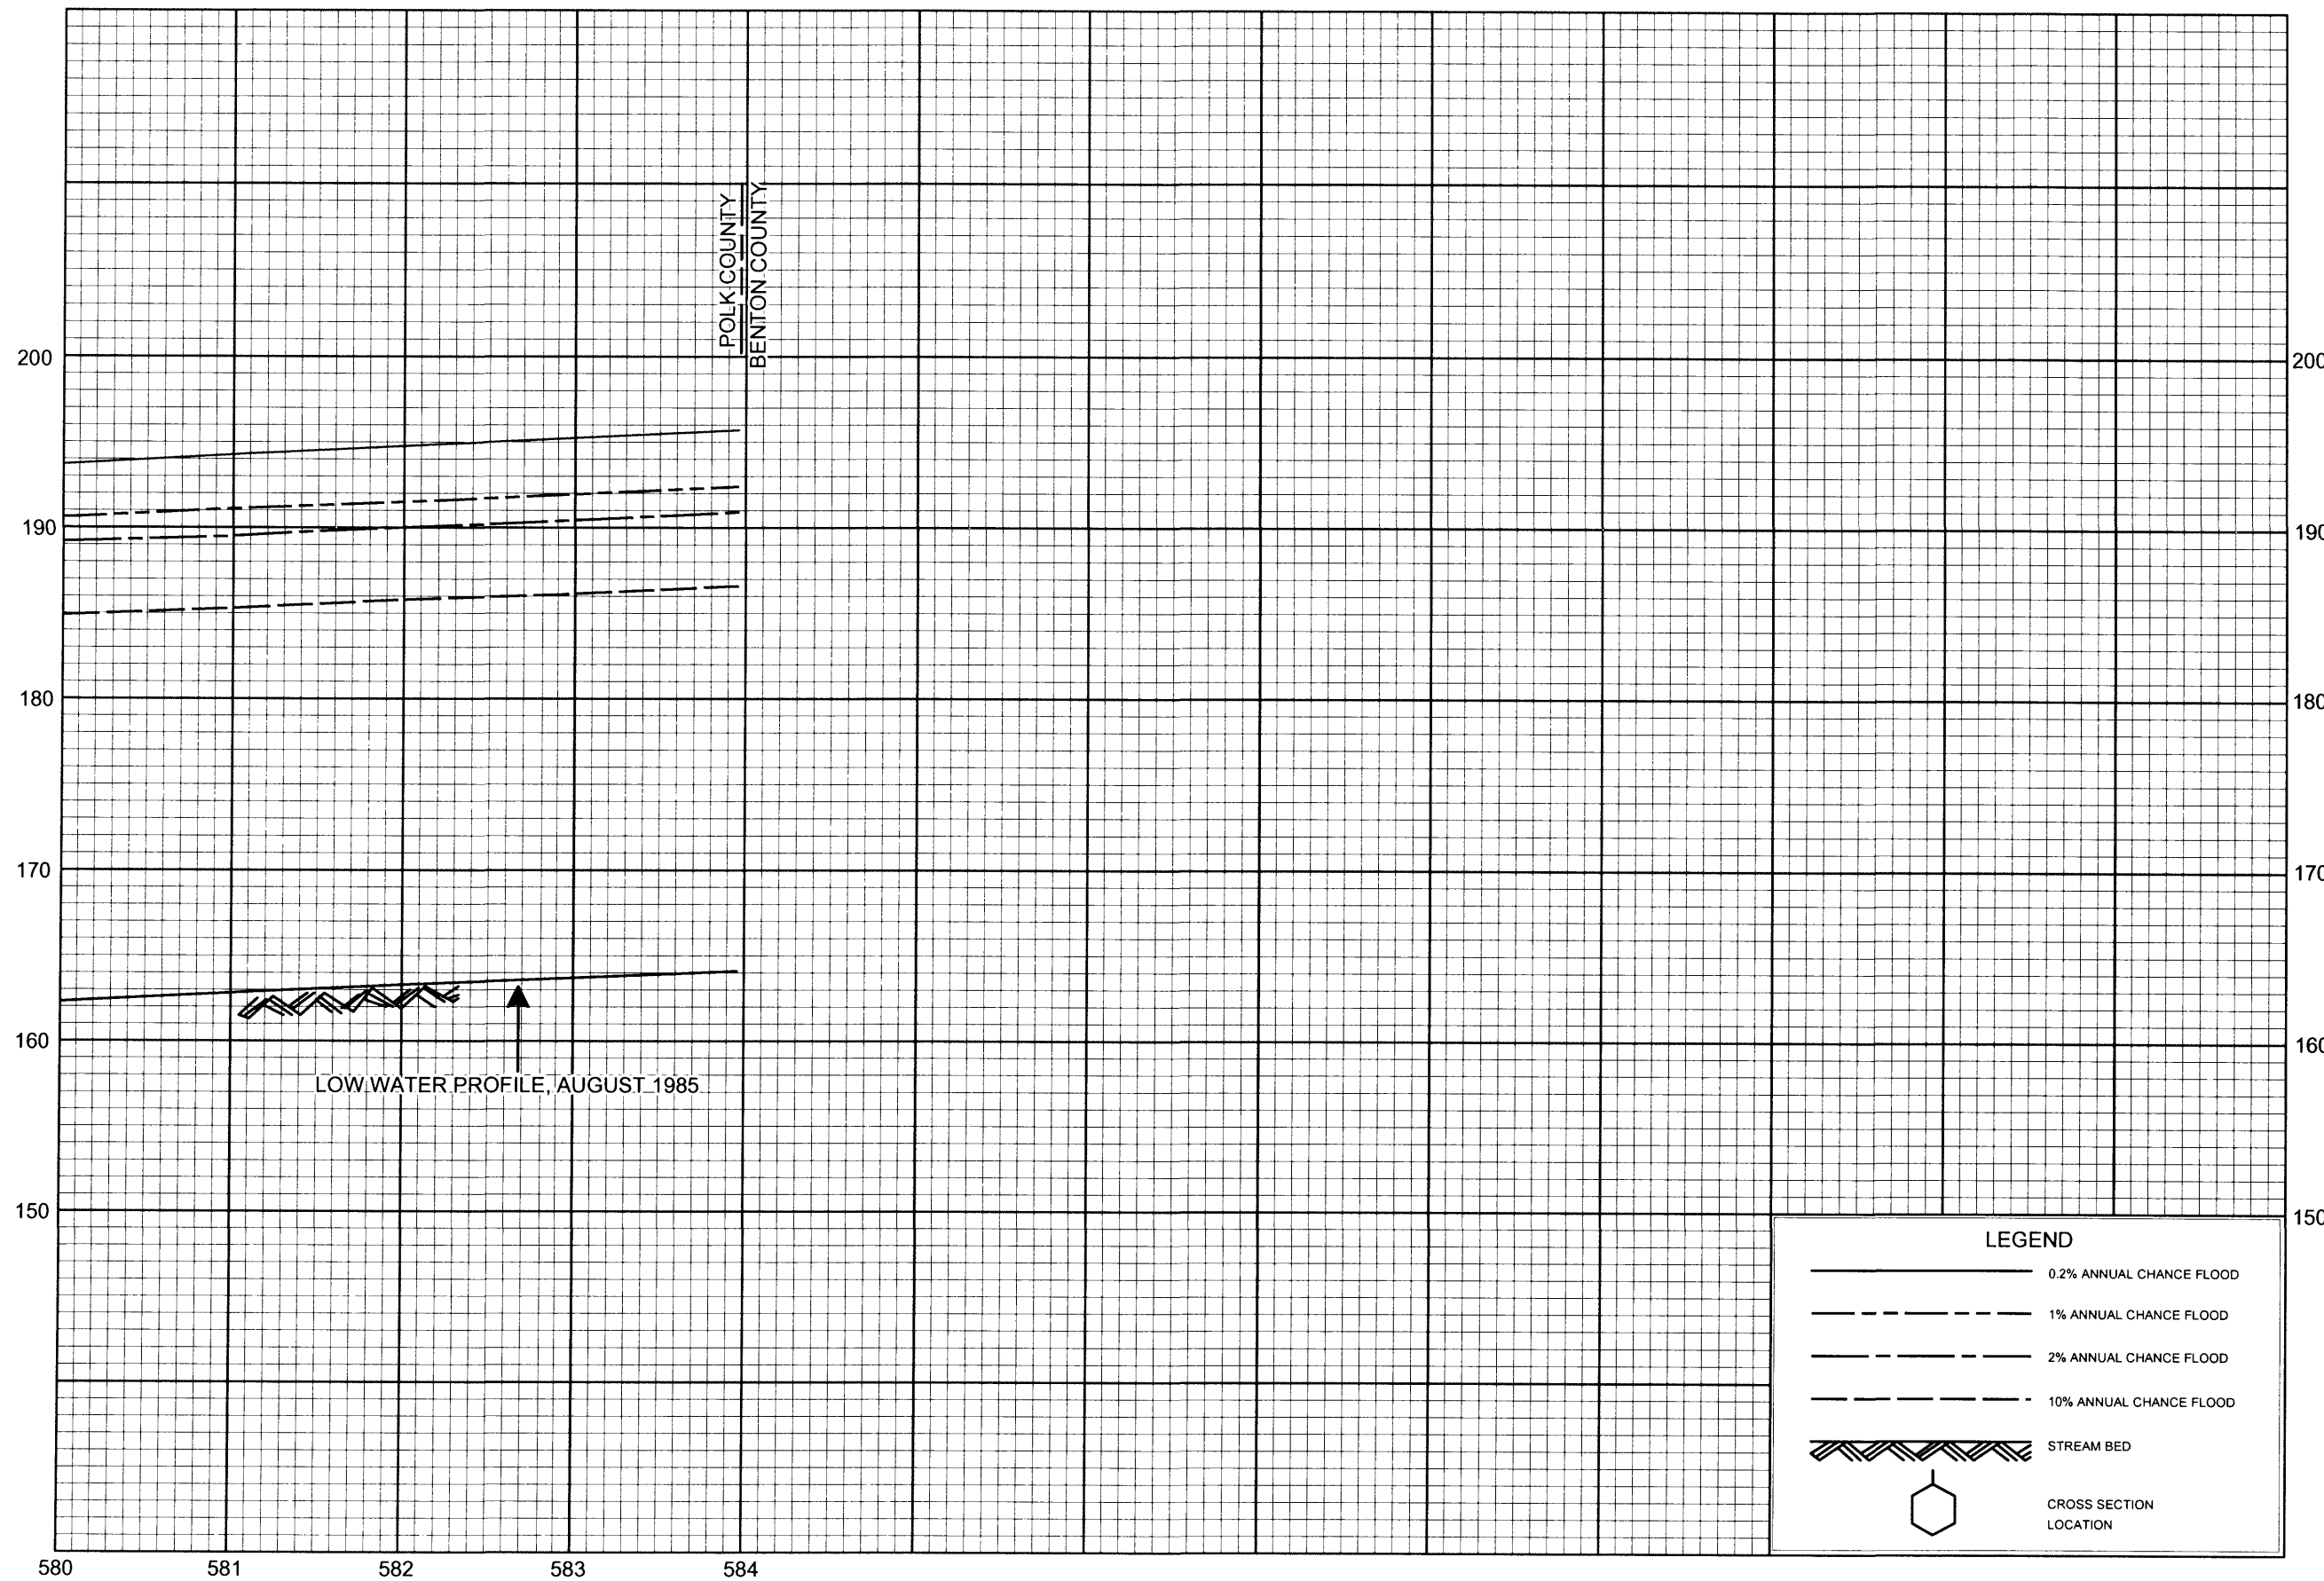 POLK COUNTY
BENTON COUNTY
200
200
190
190
180
180
170
170
160
160
LOW WATER PROFILE, AUGUST 1985
150
150
LEGEND
0.2% ANNUAL CHANCE FLOOD
1% ANNUAL CHANCE FLOOD
2% ANNUAL CHANCE FLOOD
10% ANNUAL CHANCE FLOOD
STREAM BED
CROSS SECTION
LOCATION
580
581
582
583
584